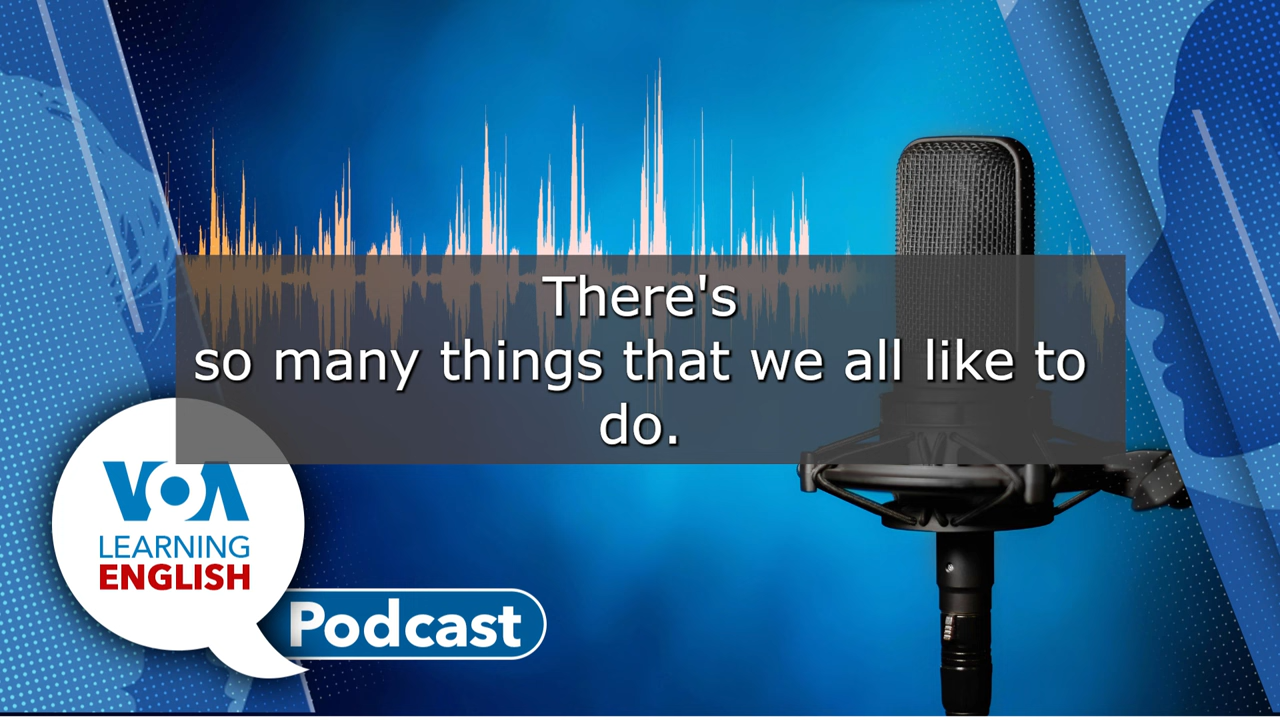 There's
so many things that we all like to
do.
VOA
LEARNING
ENGLISH
Podcast